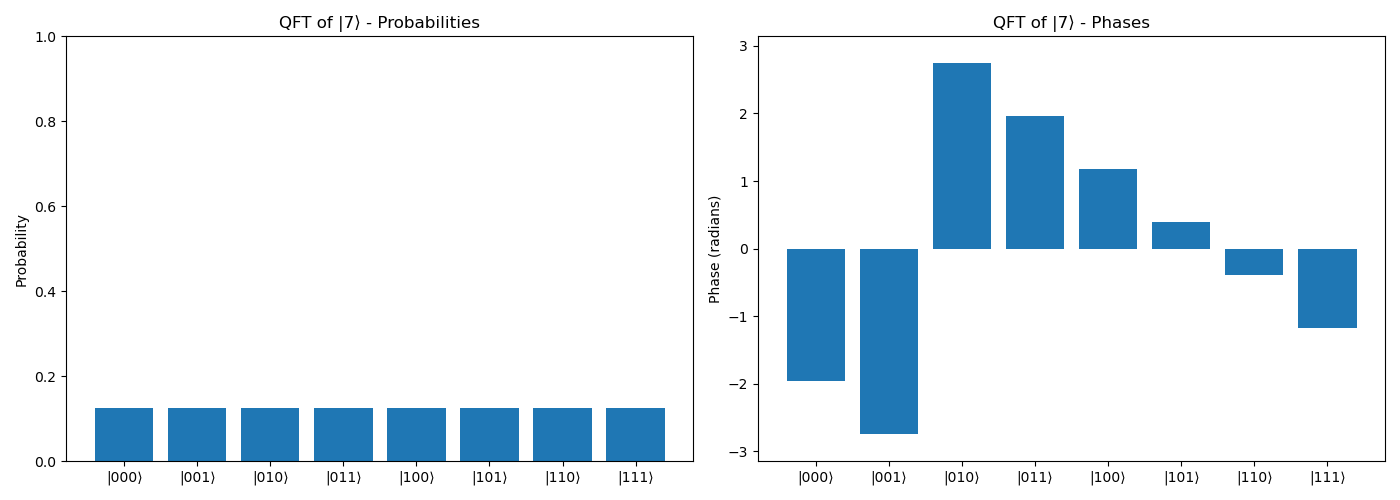 QFT of |7⟩ - Probabilities
1.0
0.8
0.6
0.4
0.2
0.0
Probability
|000⟩ |001⟩ |010⟩ |011⟩ |100⟩ |101⟩ |110⟩ |111⟩
QFT of |7⟩ - Phases
3
2
1
0
−1
−2
−3
Phase (radians)
|000⟩ |001⟩ |010⟩ |011⟩ |100⟩ |101⟩ |110⟩ |111⟩